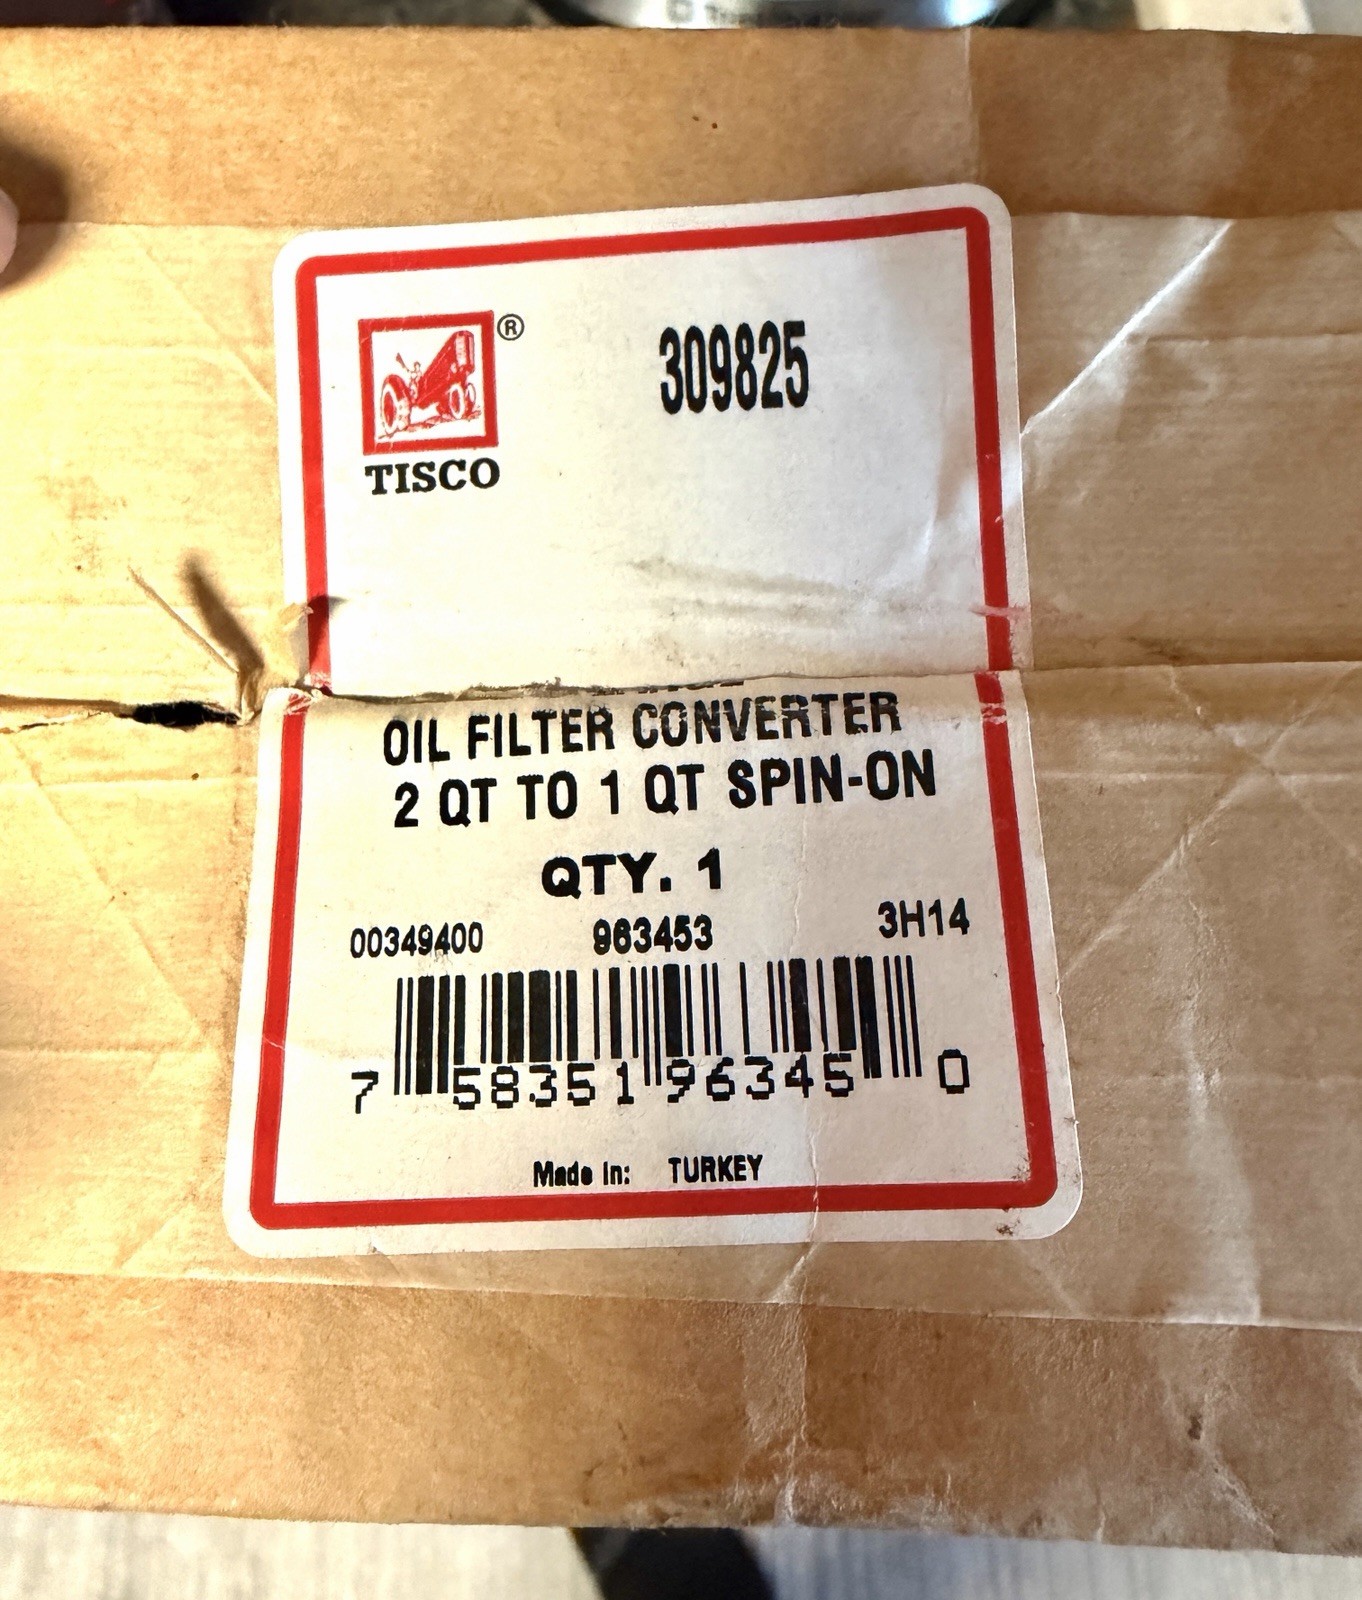 ®
309825
TISCO
OIL FILTER CONVERTER
2 QT TO 1 QT SPIN-ON
QTY. 1
00349400 963453 3H14
7 58351 96345 0
Made In: TURKEY